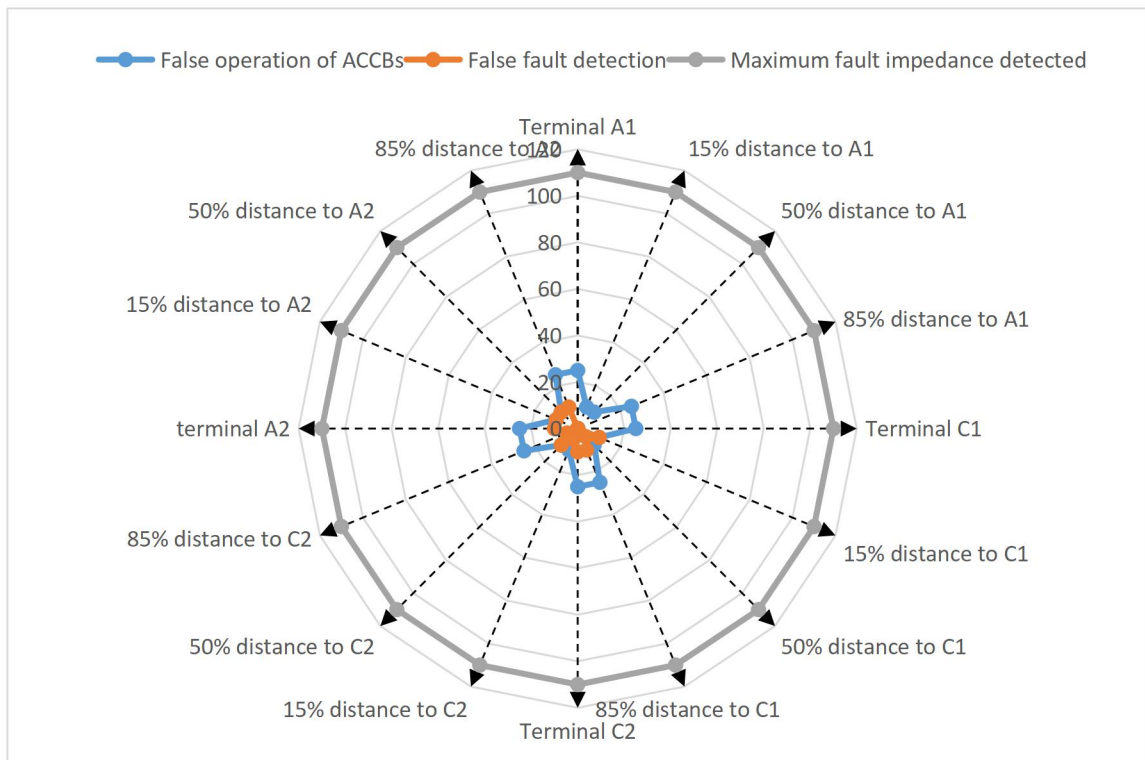 False operation of ACCBs False fault detection Maximum fault impedance detected
Terminal A1
85% distance to A2
120
15% distance to A1
50% distance to A2
50% distance to A1
100
80
60
15% distance to A2
85% distance to A1
40
20
terminal A2
0
Terminal C1
85% distance to C2
15% distance to C1
50% distance to C2
50% distance to C1
15% distance to C2
85% distance to C1
Terminal C2